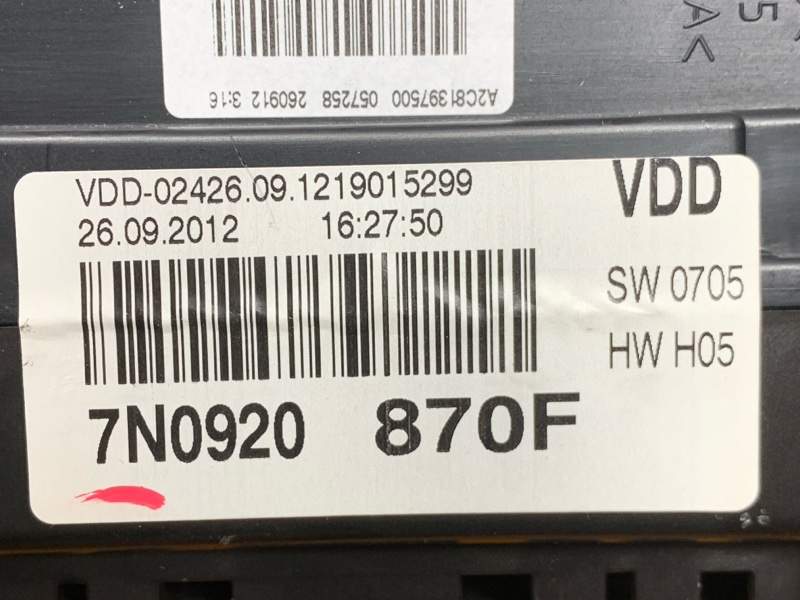 A2C81397500 057258 260912 3:16
VDD-02426.09.1219015299
26.09.2012 16:27:50
VDD
SW 0705
HW H05
7N0920 870F